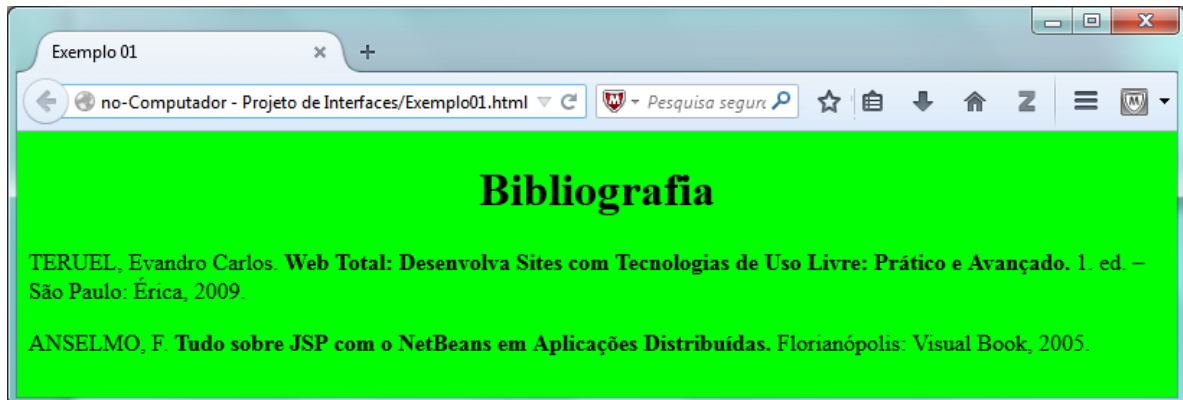 Exemplo 01
no-Computador - Projeto de Interfaces/Exemplo01.html
Pesquisa segura
Bibliografia
TERUEL, Evandro Carlos. Web Total: Desenvolva Sites com Tecnologias de Uso Livre: Prático e Avançado. 1. ed. –
São Paulo: Érica, 2009.
ANSELMO, F. Tudo sobre JSP com o NetBeans em Aplicações Distribuídas. Florianópolis: Visual Book, 2005.